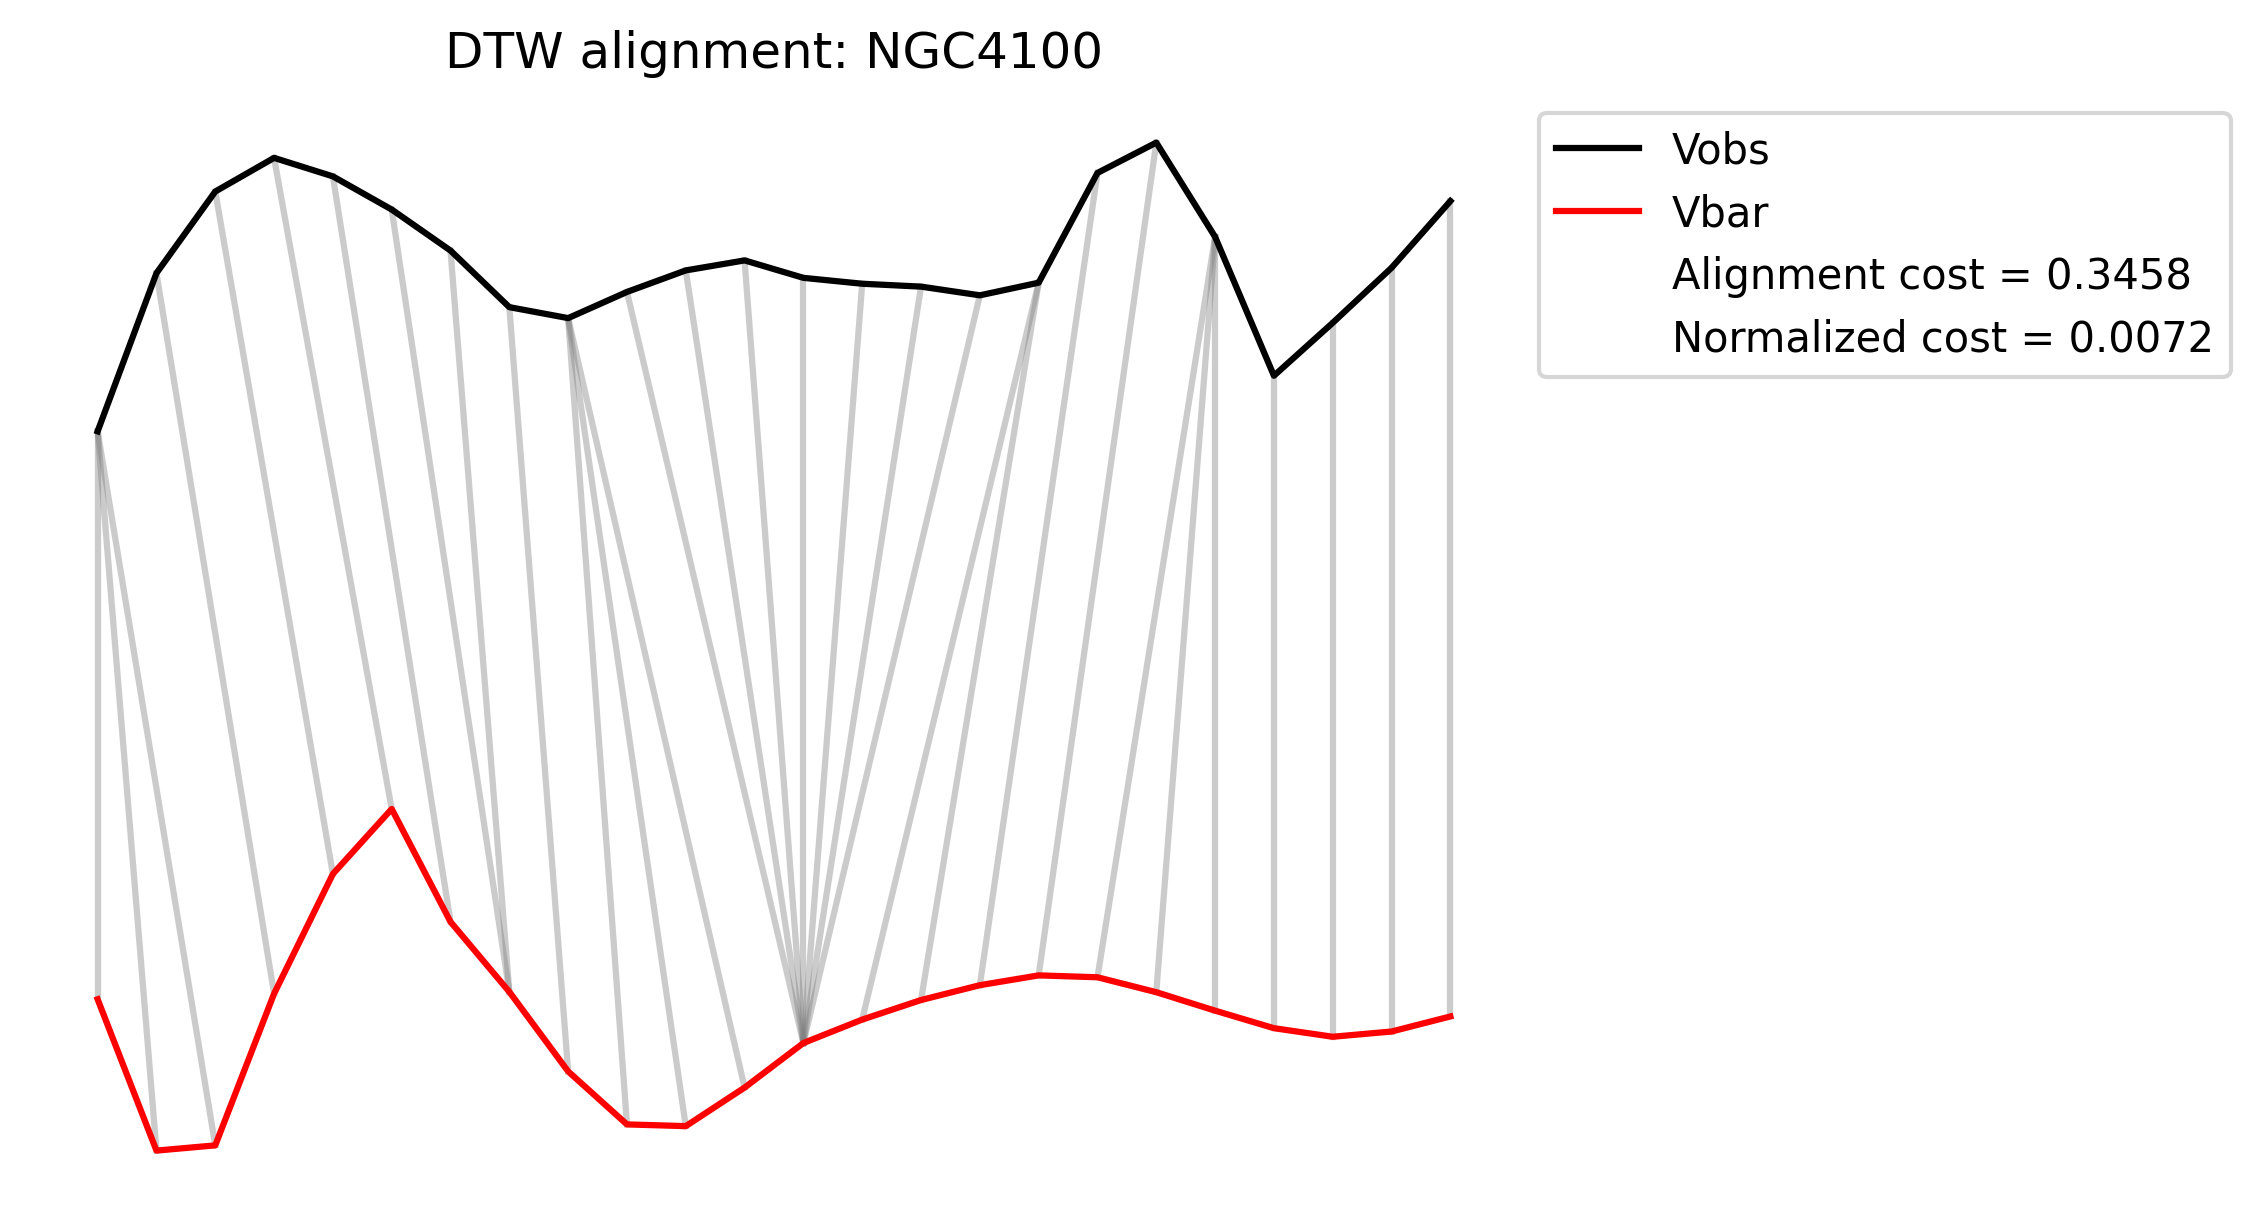 DTW alignment: NGC4100
Vobs
Vbar
Alignment cost = 0.3458
Normalized cost = 0.0072